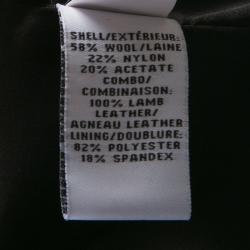 SHELL/EXTÉRIEUR:
58% WOOL/LAINE
22% NYLON
20% ACETATE
COMBO/
COMBINAISON:
100% LAMB
LEATHER/
AGNEAU LEATHER
LINING/DOUBLURE:
82% POLYESTER
18% SPANDEX